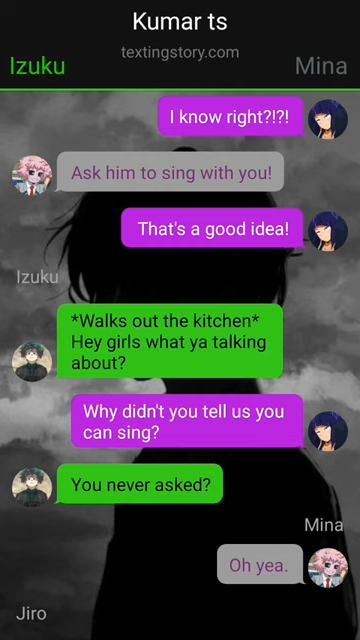 Kumar ts
textingstory.com
Izuku
Mina
I know right?!?!
Ask him to sing with you!
That's a good idea!
Izuku
*Walks out the kitchen*
Hey girls what ya talking
about?
Why didn't you tell us you
can sing?
You never asked?
Mina
Oh yea.
Jiro